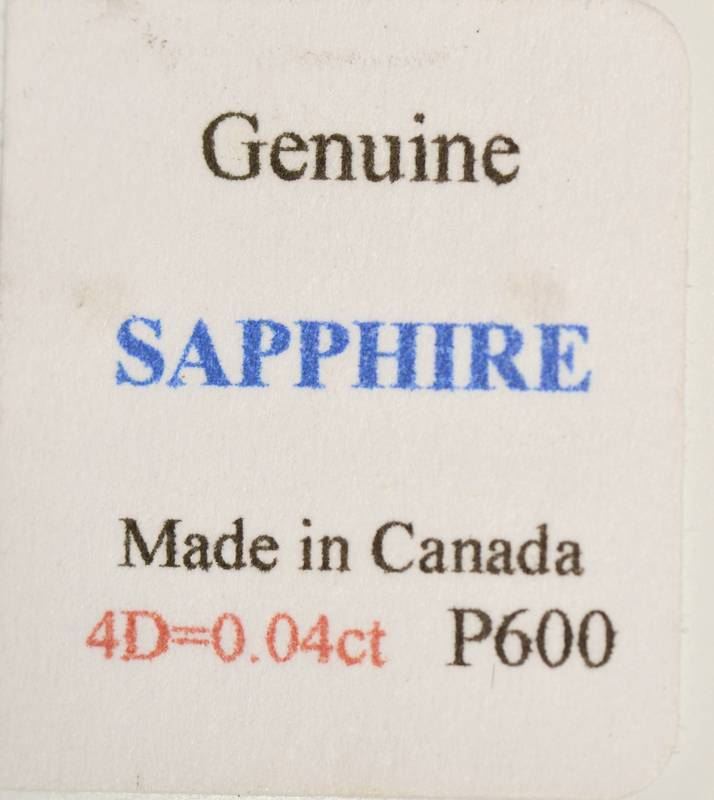 Genuine
SAPPHIRE
Made in Canada
4D=0.04ct P600